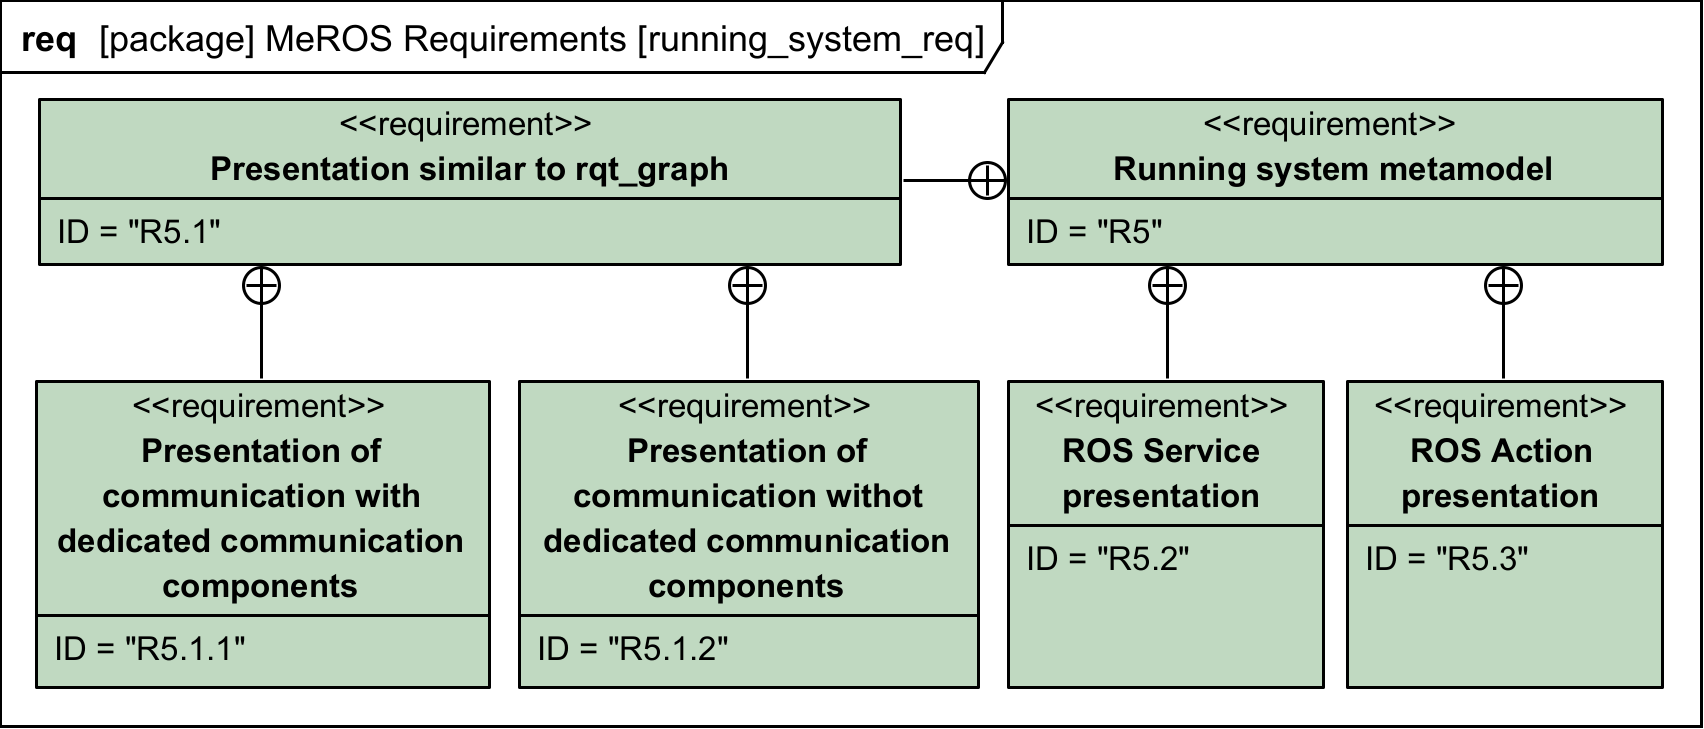 req [package] MeROS Requirements [running_system_req]
<<requirement>>
Presentation similar to rqt_graph
ID = "R5.1"
<<requirement>>
Running system metamodel
ID = "R5"
<<requirement>>
Presentation of
communication with
dedicated communication
components
ID = "R5.1.1"
<<requirement>>
Presentation of
communication withot
dedicated communication
components
ID = "R5.1.2"
<<requirement>>
ROS Service
presentation
ID = "R5.2"
<<requirement>>
ROS Action
presentation
ID = "R5.3"